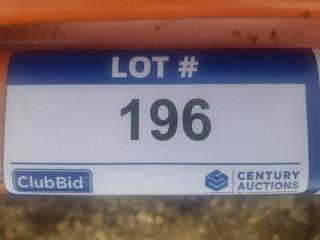 LOT #
196
ClubBid
CENTURY
AUCTIONS